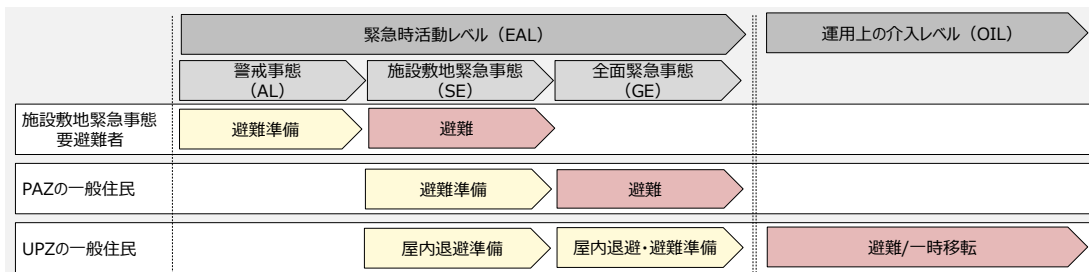 緊急時活動レベル（EAL）
運用上の介入レベル（OIL）
警戒事態
（AL）
施設敷地緊急事態
（SE）
全面緊急事態
（GE）
施設敷地緊急事態
要避難者
避難準備
避難
PAZの一般住民
避難準備
避難
UPZの一般住民
屋内退避準備
屋内退避・避難準備
避難/一時移転